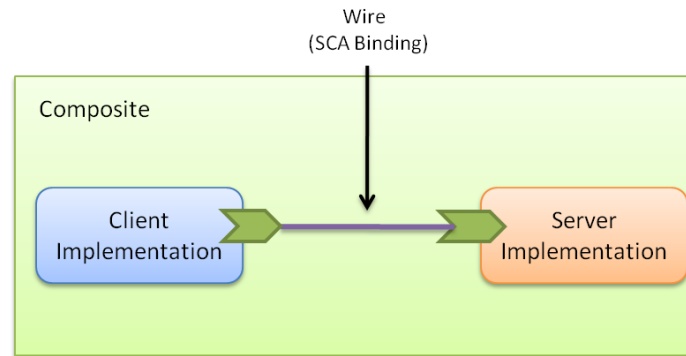 Wire
(SCA Binding)
Composite
Client
Implementation
Server
Implementation